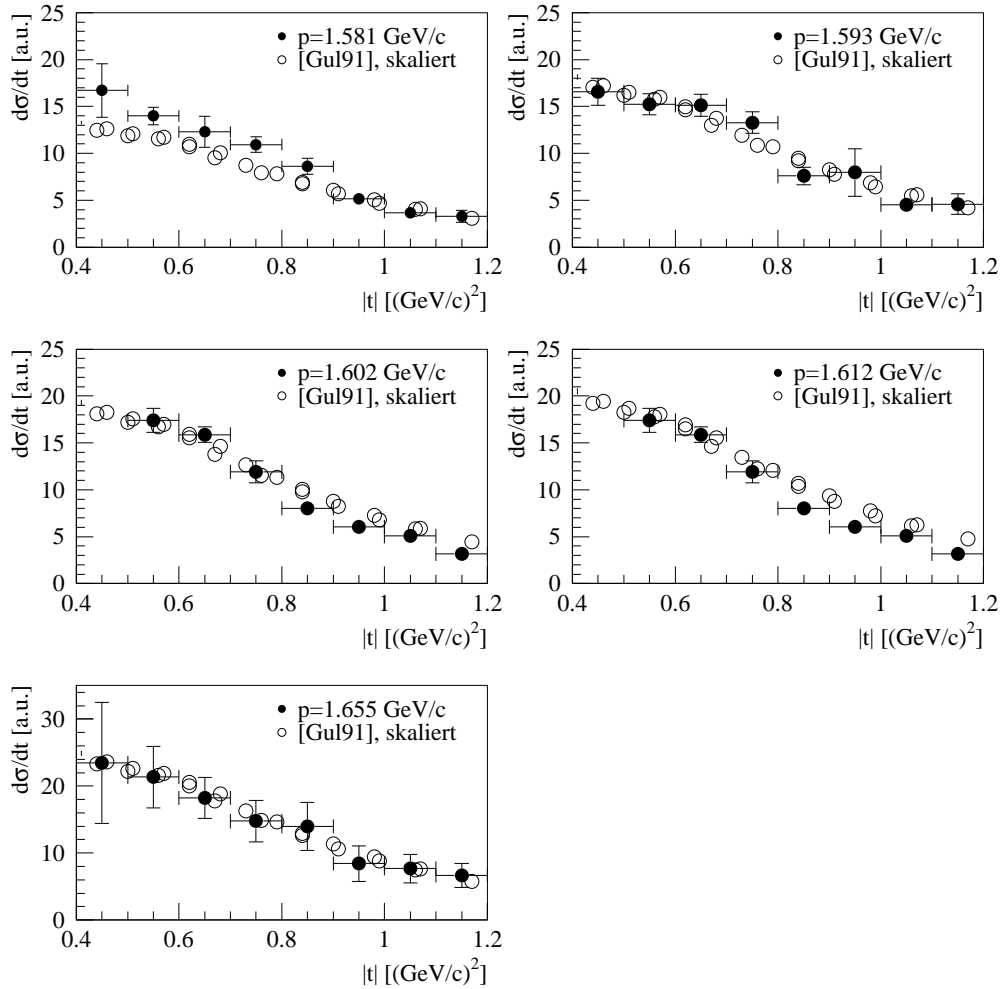 dσ/dt [a.u.]
25
20
15
10
5
0
p=1.581 GeV/c
[Gul91], skaliert
0.4 0.6 0.8 1 1.2
|t| [(GeV/c)²]
dσ/dt [a.u.]
25
20
15
10
5
0
p=1.593 GeV/c
[Gul91], skaliert
0.4 0.6 0.8 1 1.2
|t| [(GeV/c)²]
dσ/dt [a.u.]
25
20
15
10
5
0
p=1.602 GeV/c
[Gul91], skaliert
0.4 0.6 0.8 1 1.2
|t| [(GeV/c)²]
dσ/dt [a.u.]
25
20
15
10
5
0
p=1.612 GeV/c
[Gul91], skaliert
0.4 0.6 0.8 1 1.2
|t| [(GeV/c)²]
dσ/dt [a.u.]
30
20
10
0
p=1.655 GeV/c
[Gul91], skaliert
0.4 0.6 0.8 1 1.2
|t| [(GeV/c)²]